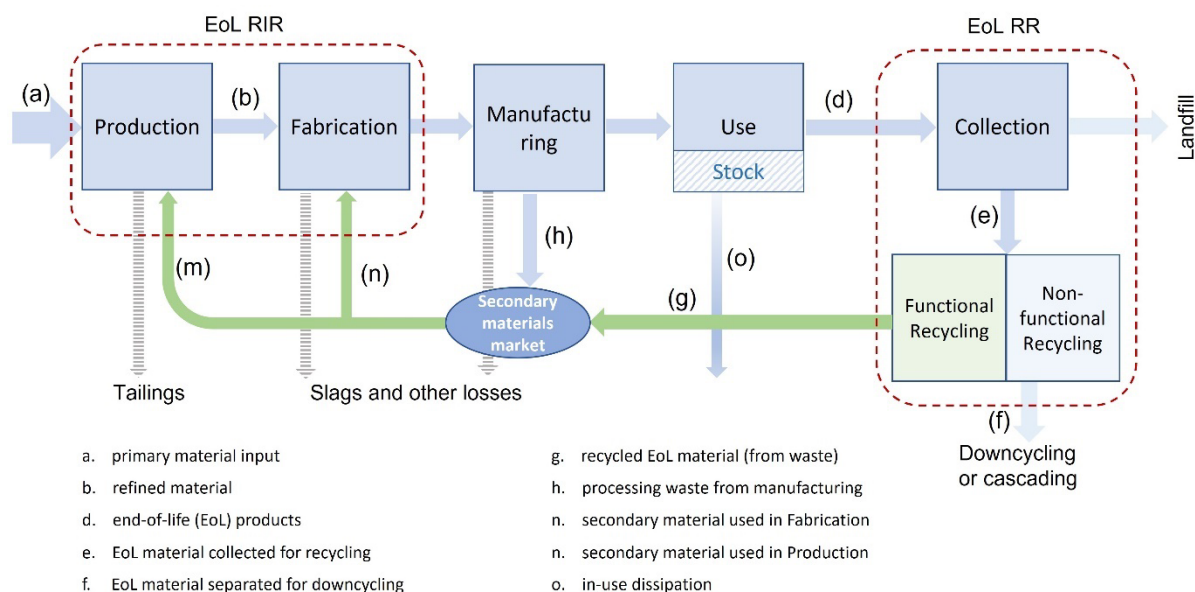 EoL RIR
EoL RR
(a)
(b)
(d)
Production
Fabrication
Manufactu
ring
Use
Stock
Collection
Landfill
(e)
(h)
(o)
(m)
(n)
(g)
Secondary
materials
market
Functional
Recycling
Non-
functional
Recycling
Tailings
Slags and other losses
(f)
Downcycling
or cascading
a. primary material input
b. refined material
d. end-of-life (EoL) products
e. EoL material collected for recycling
f. EoL material separated for downcycling
g. recycled EoL material (from waste)
h. processing waste from manufacturing
n. secondary material used in Fabrication
n. secondary material used in Production
o. in-use dissipation